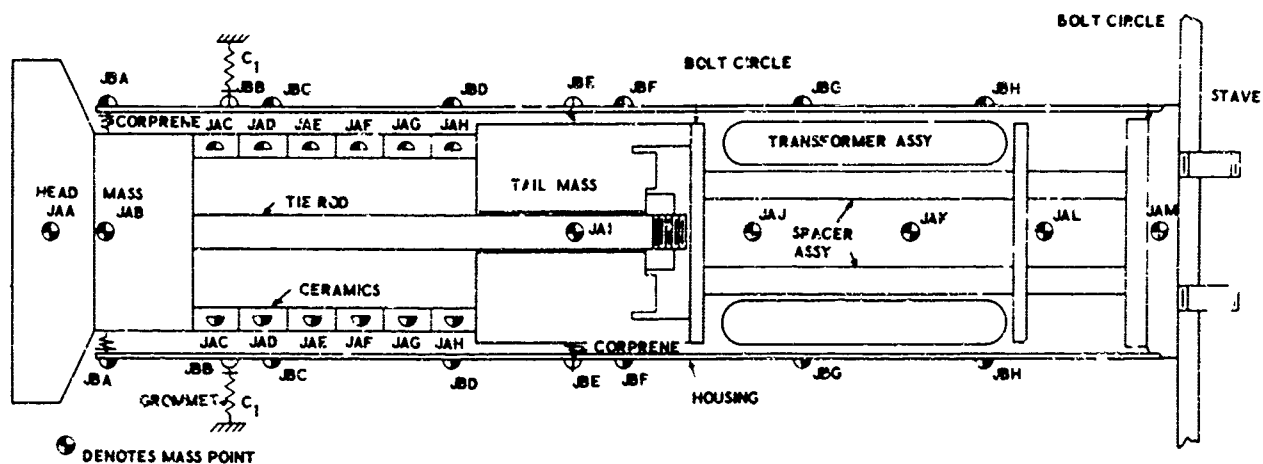 BOLT CIRCLE
C1
BOLT CIRCLE
JBA JBB JBC JBD JBE JBF JBG JBH
STAVE
CORPRENE JAC JAD JAE JAF JAG JAH
TRANSFORMER ASSY
HEAD MASS
TAIL MASS
TIE ROD
JAA JAB JAI JAJ JAK JAL JAM
SPACER
ASSY
CERAMICS
JAC JAD JAE JAF JAG JAH
CORPRENE
JBA JBB JBC JBD JBE JBF JBG JBH
GROMMET C1
HOUSING
DENOTES MASS POINT